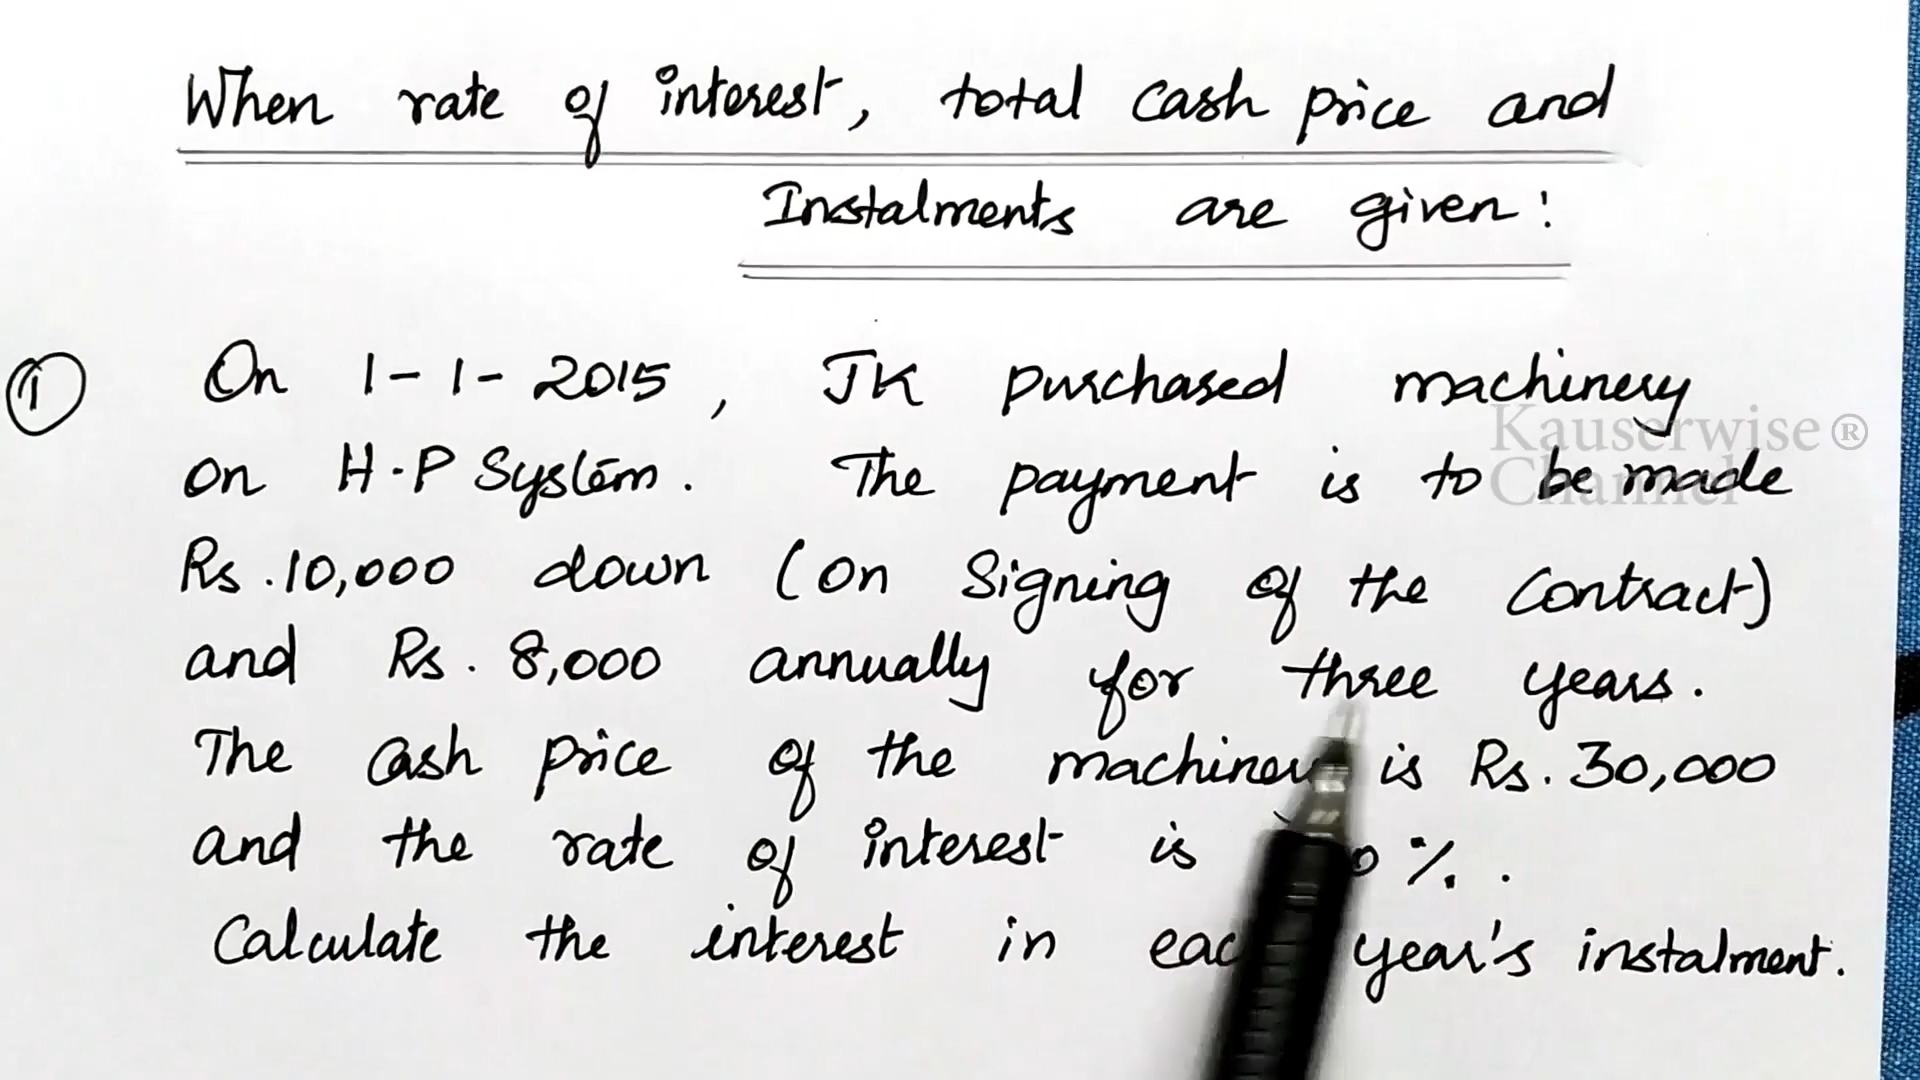 When rate of interest, total cash price and
Instalments are given:
① On 1-1-2015, JK purchased machinery
on H.P System. The payment is to be made
Rs.10,000 down (on Signing of the Contract)
and Rs. 8,000 annually for three years.
The Cash price of the machinery is Rs. 30,000
and the rate of interest is %.
Calculate the interest in year's instalment.
Kauserwise®
Channel